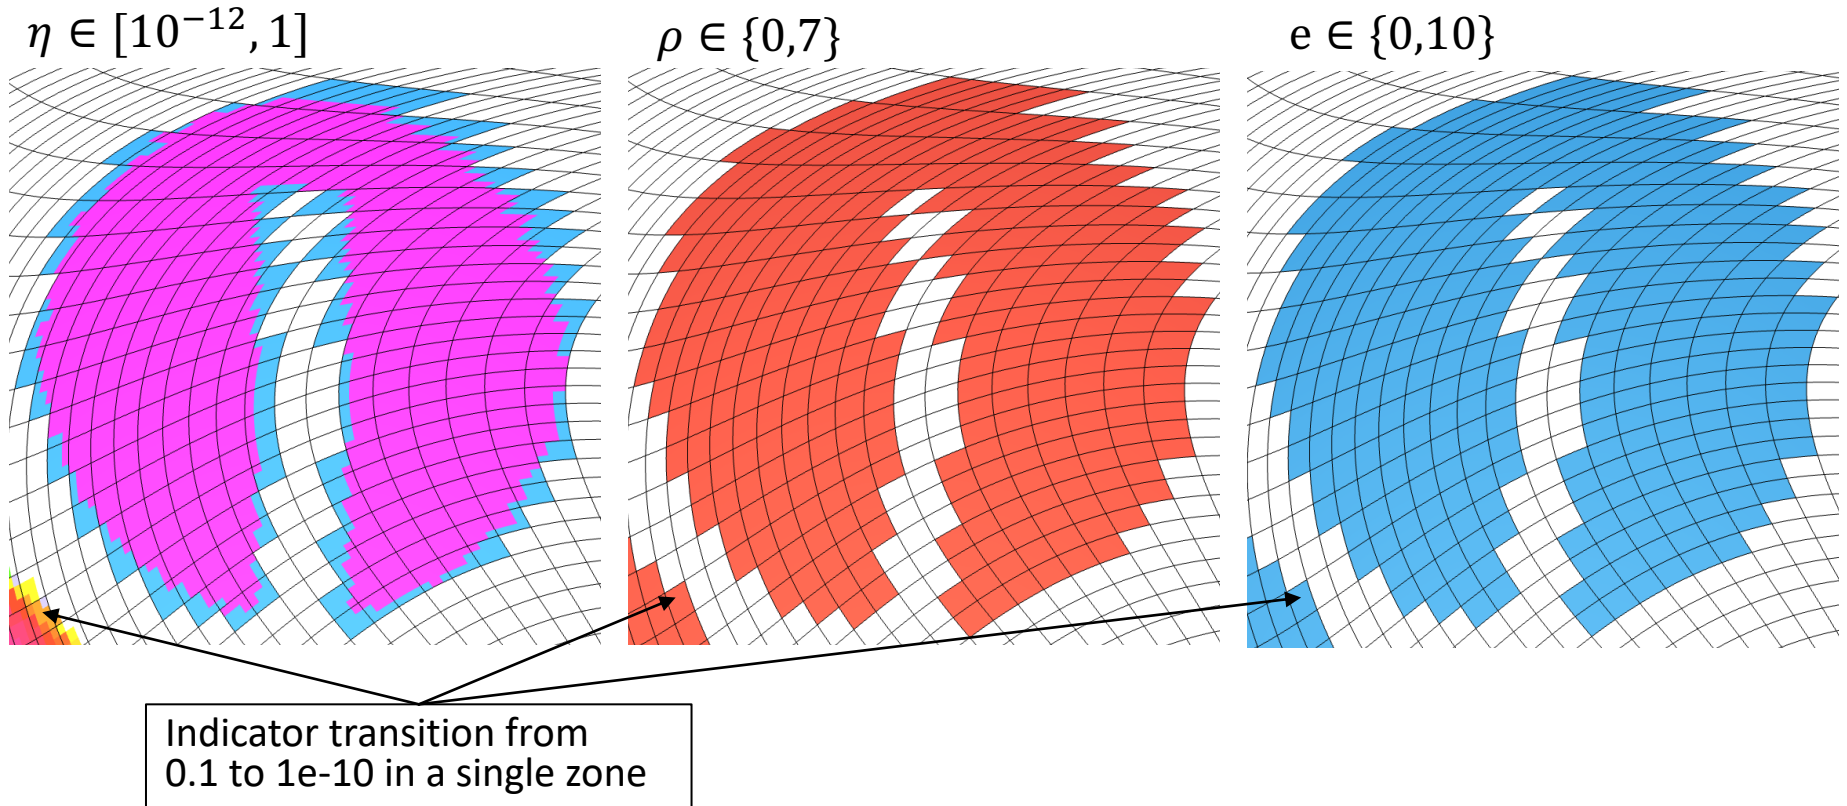 η ∈ [10⁻¹², 1]
ρ ∈ {0,7}
e ∈ {0,10}
Indicator transition from
0.1 to 1e-10 in a single zone